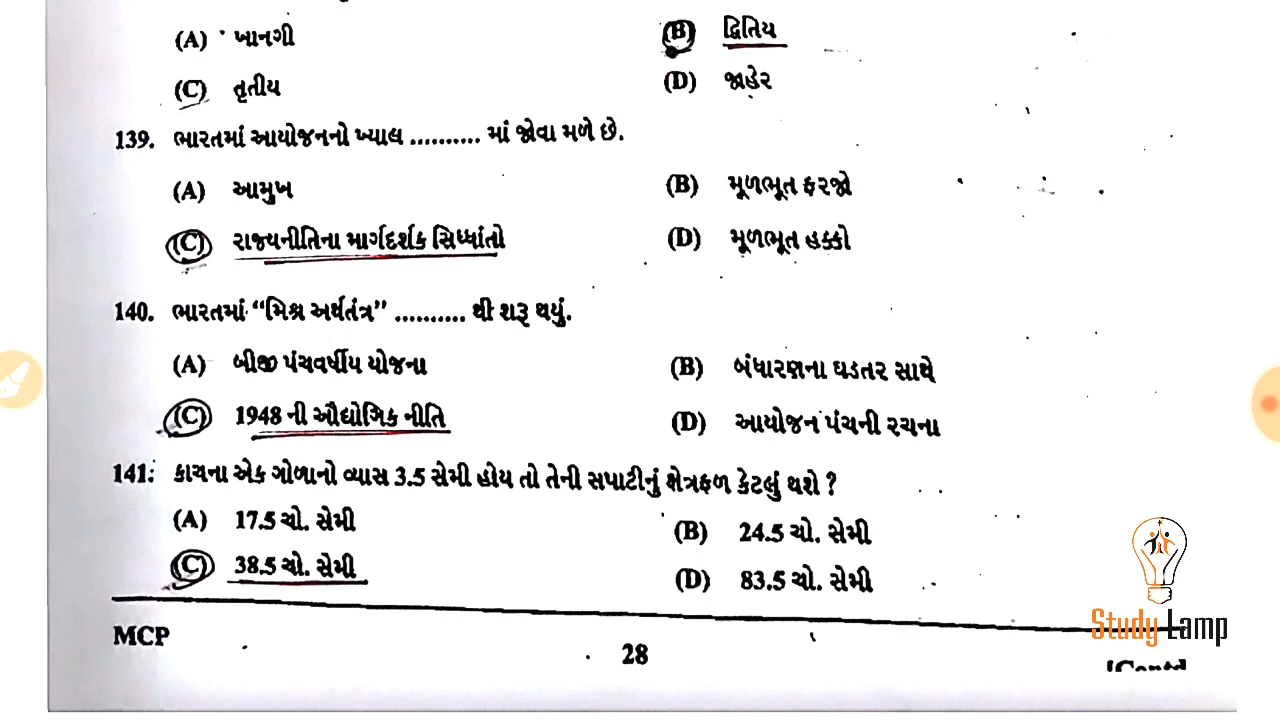 (A) ખાનગી (B) દ્વિતિય
(C) તૃતીય (D) જાહેર
139. ભારતમાં આયોજનનો ખ્યાલ .......... માં જોવા મળે છે.
(A) આમુખ (B) મૂળભૂત ફરજો
(C) રાજ્યનીતિના માર્ગદર્શક સિધ્ધાંતો (D) મૂળભૂત હક્કો
140. ભારતમાં “મિશ્ર અર્થતંત્ર” .......... થી શરૂ થયું.
(A) બીજી પંચવર્ષીય યોજના (B) બંધારણના ઘડતર સાથે
(C) 1948 ની ઔદ્યોગિક નીતિ (D) આયોજન પંચની રચના
141. કાચના એક ગોળાનો વ્યાસ 3.5 સેમી હોય તો તેની સપાટીનું ક્ષેત્રફળ કેટલું થશે ?
(A) 17.5 ચો. સેમી (B) 24.5 ચો. સેમી
(C) 38.5 ચો. સેમી (D) 83.5 ચો. સેમી
Study Lamp
MCP 28